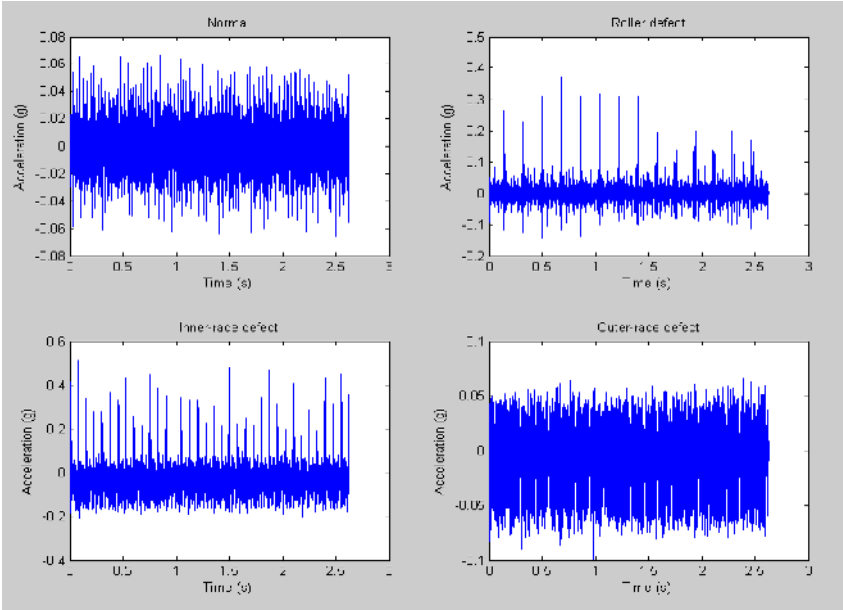 Normal
0.08
0.06
0.04
0.02
0
-0.02
-0.04
-0.06
-0.08
Acceleration (g)
0 0.5 1 1.5 2 2.5 3
Time (s)
Roller defect
0.5
0.4
0.3
0.2
0.1
0
-0.1
-0.2
Acceleration (g)
0 0.5 1 1.5 2 2.5 3
Time (s)
Inner-race defect
0.6
0.4
0.2
0
-0.2
-0.4
Acceleration (g)
0 0.5 1 1.5 2 2.5 3
Time (s)
Outer-race defect
0.1
0.05
0
-0.05
-0.1
Acceleration (g)
0 0.5 1 1.5 2 2.5 3
Time (s)